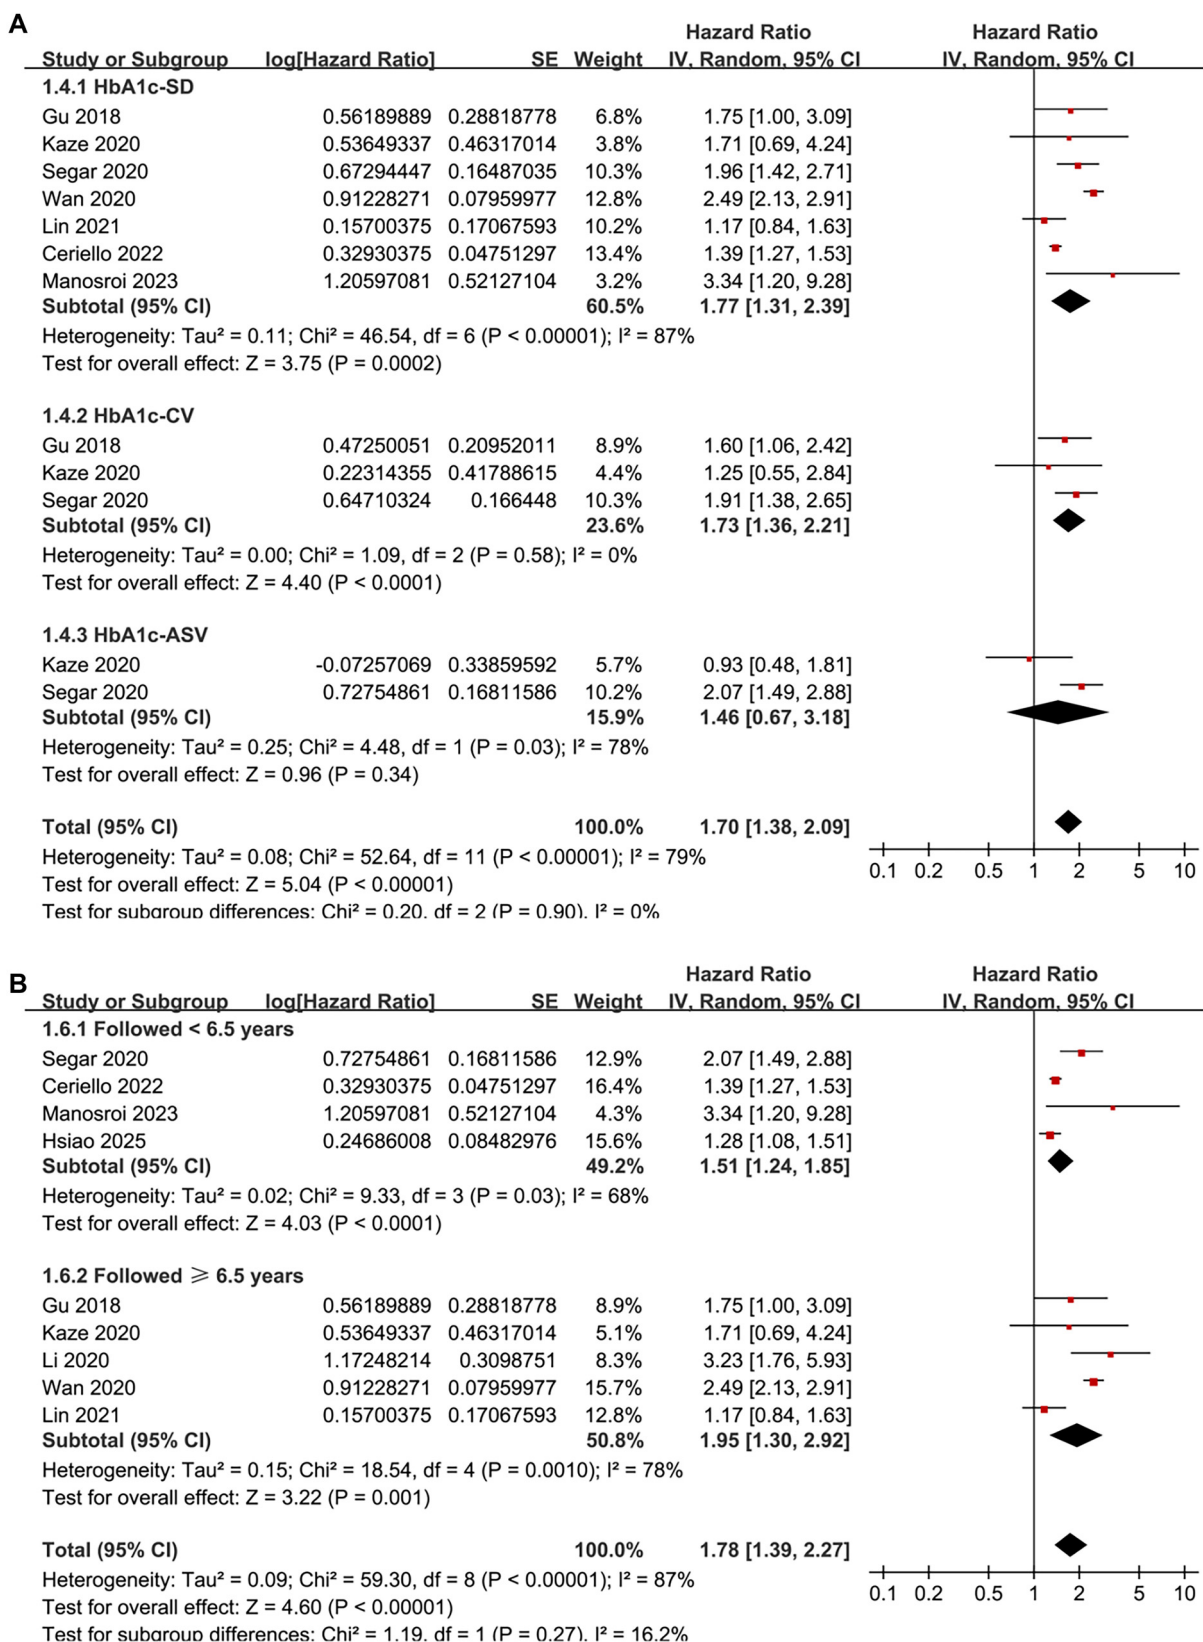 A
Hazard Ratio Hazard Ratio
Study or Subgroup log[Hazard Ratio] SE Weight IV, Random, 95% CI IV, Random, 95% CI
1.4.1 HbA1c-SD
Gu 2018 0.56189889 0.28818778 6.8% 1.75 [1.00, 3.09]
Kaze 2020 0.53649337 0.46317014 3.8% 1.71 [0.69, 4.24]
Segar 2020 0.67294447 0.16487035 10.3% 1.96 [1.42, 2.71]
Wan 2020 0.91228271 0.07959977 12.8% 2.49 [2.13, 2.91]
Lin 2021 0.15700375 0.17067593 10.2% 1.17 [0.84, 1.63]
Ceriello 2022 0.32930375 0.04751297 13.4% 1.39 [1.27, 1.53]
Manosroi 2023 1.20597081 0.52127104 3.2% 3.34 [1.20, 9.28]
Subtotal (95% CI) 60.5% 1.77 [1.31, 2.39]
Heterogeneity: Tau² = 0.11; Chi² = 46.54, df = 6 (P < 0.00001); I² = 87%
Test for overall effect: Z = 3.75 (P = 0.0002)
1.4.2 HbA1c-CV
Gu 2018 0.47250051 0.20952011 8.9% 1.60 [1.06, 2.42]
Kaze 2020 0.22314355 0.41788615 4.4% 1.25 [0.55, 2.84]
Segar 2020 0.64710324 0.166448 10.3% 1.91 [1.38, 2.65]
Subtotal (95% CI) 23.6% 1.73 [1.36, 2.21]
Heterogeneity: Tau² = 0.00; Chi² = 1.09, df = 2 (P = 0.58); I² = 0%
Test for overall effect: Z = 4.40 (P < 0.0001)
1.4.3 HbA1c-ASV
Kaze 2020 -0.07257069 0.33859592 5.7% 0.93 [0.48, 1.81]
Segar 2020 0.72754861 0.16811586 10.2% 2.07 [1.49, 2.88]
Subtotal (95% CI) 15.9% 1.46 [0.67, 3.18]
Heterogeneity: Tau² = 0.25; Chi² = 4.48, df = 1 (P = 0.03); I² = 78%
Test for overall effect: Z = 0.96 (P = 0.34)
Total (95% CI) 100.0% 1.70 [1.38, 2.09]
Heterogeneity: Tau² = 0.08; Chi² = 52.64, df = 11 (P < 0.00001); I² = 79%
0.1 0.2 0.5 1 2 5 10
Test for overall effect: Z = 5.04 (P < 0.00001)
Test for subgroup differences: Chi² = 0.20, df = 2 (P = 0.90), I² = 0%
B
Hazard Ratio Hazard Ratio
Study or Subgroup log[Hazard Ratio] SE Weight IV, Random, 95% CI IV, Random, 95% CI
1.6.1 Followed < 6.5 years
Segar 2020 0.72754861 0.16811586 12.9% 2.07 [1.49, 2.88]
Ceriello 2022 0.32930375 0.04751297 16.4% 1.39 [1.27, 1.53]
Manosroi 2023 1.20597081 0.52127104 4.3% 3.34 [1.20, 9.28]
Hsiao 2025 0.24686008 0.08482976 15.6% 1.28 [1.08, 1.51]
Subtotal (95% CI) 49.2% 1.51 [1.24, 1.85]
Heterogeneity: Tau² = 0.02; Chi² = 9.33, df = 3 (P = 0.03); I² = 68%
Test for overall effect: Z = 4.03 (P < 0.0001)
1.6.2 Followed ⩾ 6.5 years
Gu 2018 0.56189889 0.28818778 8.9% 1.75 [1.00, 3.09]
Kaze 2020 0.53649337 0.46317014 5.1% 1.71 [0.69, 4.24]
Li 2020 1.17248214 0.3098751 8.3% 3.23 [1.76, 5.93]
Wan 2020 0.91228271 0.07959977 15.7% 2.49 [2.13, 2.91]
Lin 2021 0.15700375 0.17067593 12.8% 1.17 [0.84, 1.63]
Subtotal (95% CI) 50.8% 1.95 [1.30, 2.92]
Heterogeneity: Tau² = 0.15; Chi² = 18.54, df = 4 (P = 0.0010); I² = 78%
Test for overall effect: Z = 3.22 (P = 0.001)
Total (95% CI) 100.0% 1.78 [1.39, 2.27]
Heterogeneity: Tau² = 0.09; Chi² = 59.30, df = 8 (P < 0.00001); I² = 87%
0.1 0.2 0.5 1 2 5 10
Test for overall effect: Z = 4.60 (P < 0.00001)
Test for subgroup differences: Chi² = 1.19, df = 1 (P = 0.27), I² = 16.2%